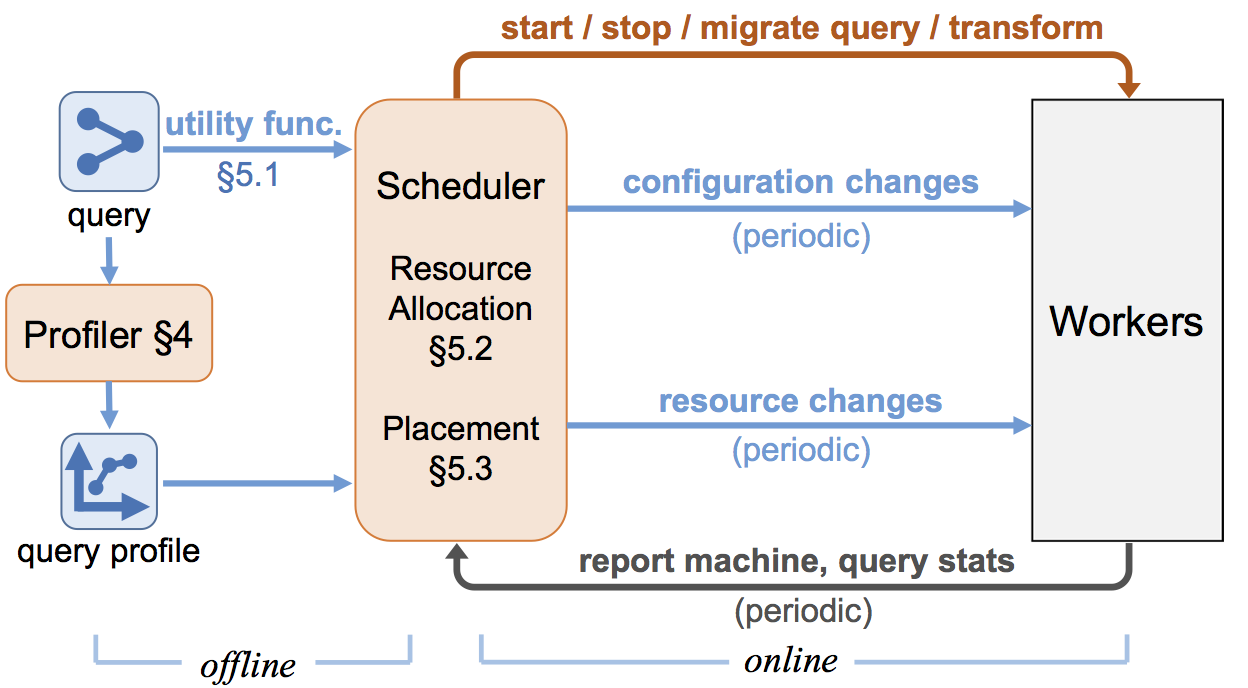 start / stop / migrate query / transform
utility func.
§5.1
query
Profiler §4
query profile
Scheduler
Resource
Allocation
§5.2
Placement
§5.3
configuration changes
(periodic)
resource changes
(periodic)
Workers
report machine, query stats
(periodic)
offline
online